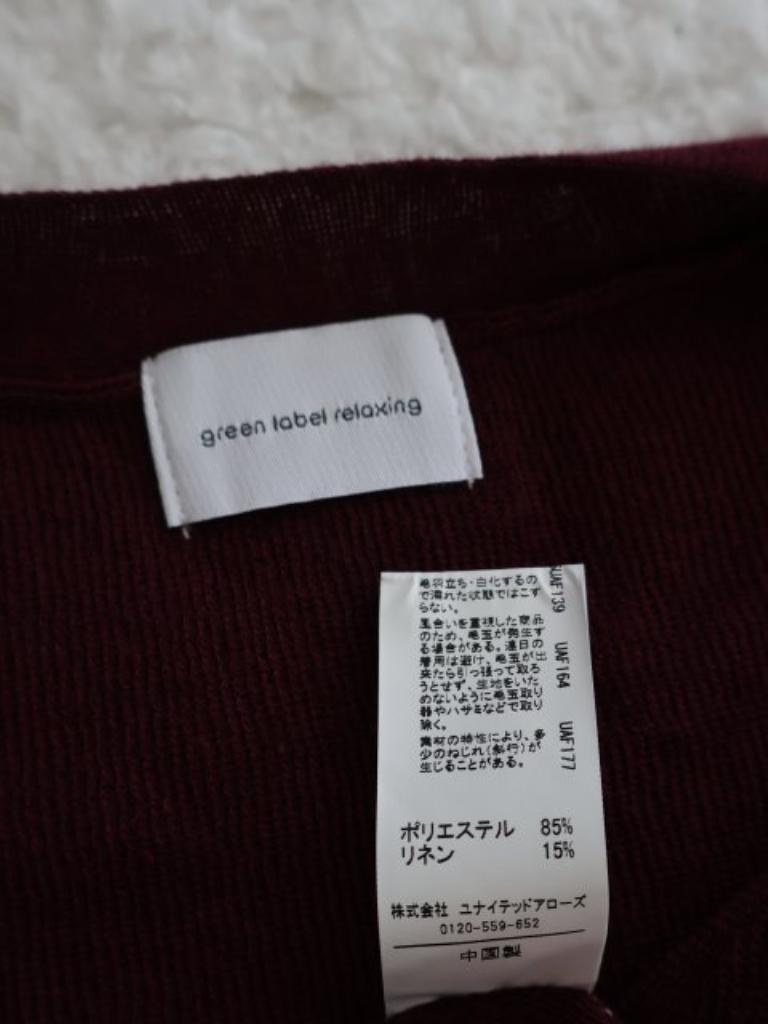 green label relaxing
毛羽立ち・白化するの
で濡れた状態ではこす
らない。
風合いを重視した商品
のため、毛玉が発生す
る場合がある。連日の
着用は避け、毛玉が出
来たら引っ張って取ろ
うとせず、生地をいた
めないように毛玉取り
器やハサミなどで取り
除く。
素材の特性により、多
少のねじれ(斜行)が
生じることがある。
UAF139
UAF164
UAF177
ポリエステル 85%
リネン 15%
株式会社 ユナイテッドアローズ
0120-559-652
中国製